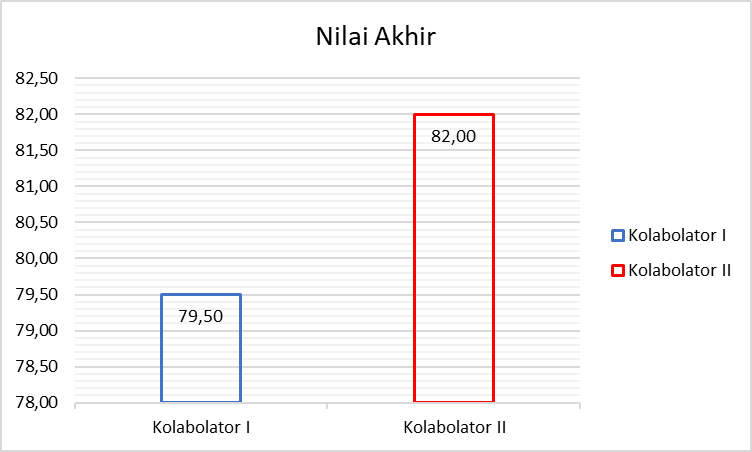 Nilai Akhir
82,50
82,00
81,50
81,00
80,50
80,00
79,50
79,00
78,50
78,00
79,50
82,00
Kolabolator I
Kolabolator II
Kolabolator I
Kolabolator II